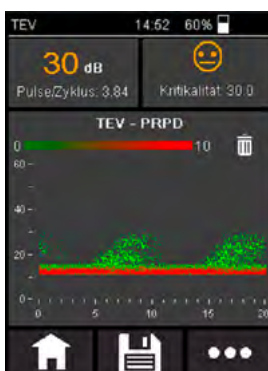 TEV 14:52 60%
30 dB
Pulse/Zyklus: 3.84
Kritikalität: 30.0
TEV - PRPD
0 10
60
40
20
0
0 5 10 15 20